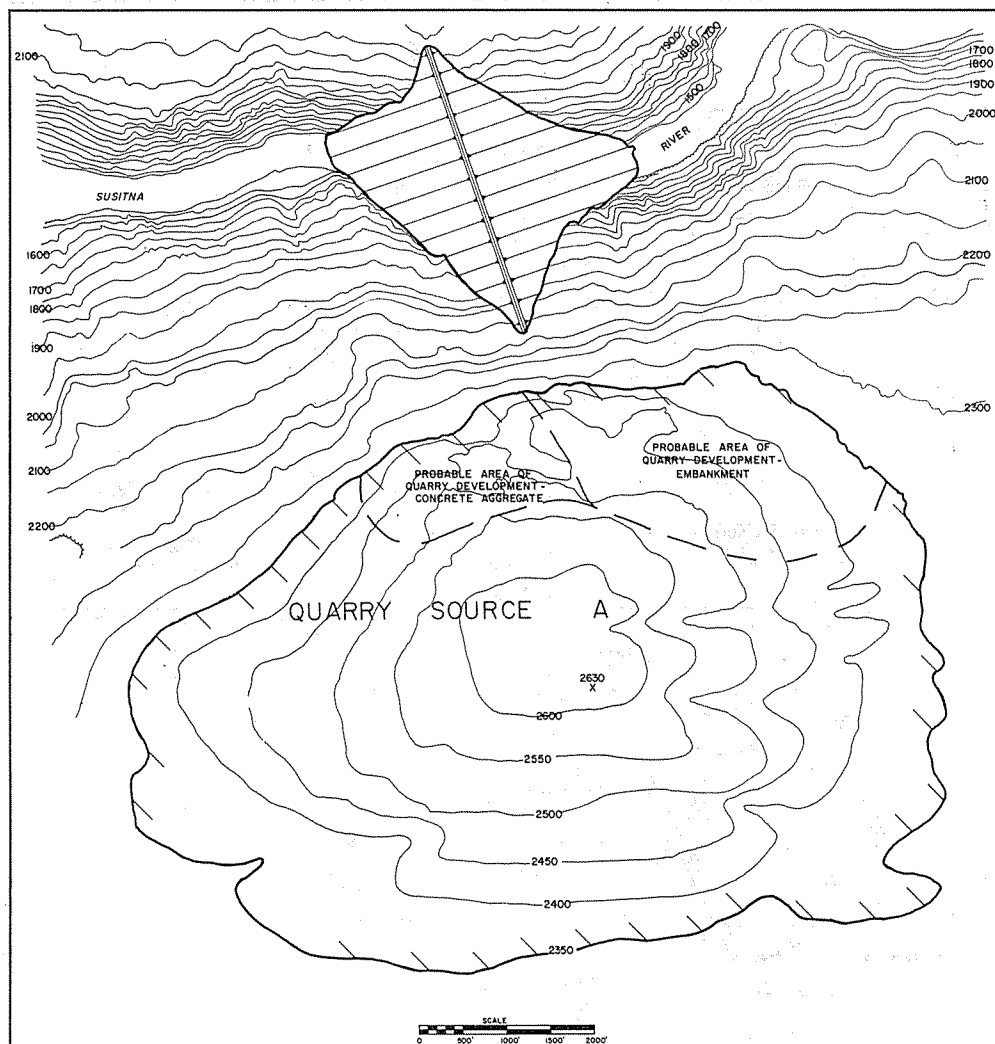 2100
1900
1800
1700
1500
1700
1800
1900
2000
RIVER
2100
SUSITNA
2200
1600
1700
1800
1900
2300
2000
PROBABLE AREA OF
QUARRY DEVELOPMENT-
EMBANKMENT
2100
PROBABLE AREA OF
QUARRY DEVELOPMENT-
CONCRETE AGGREGATE
2200
QUARRY SOURCE A
2630
X
2600
2550
2500
2450
2400
2350
SCALE
0 500' 1000' 1500' 2000'